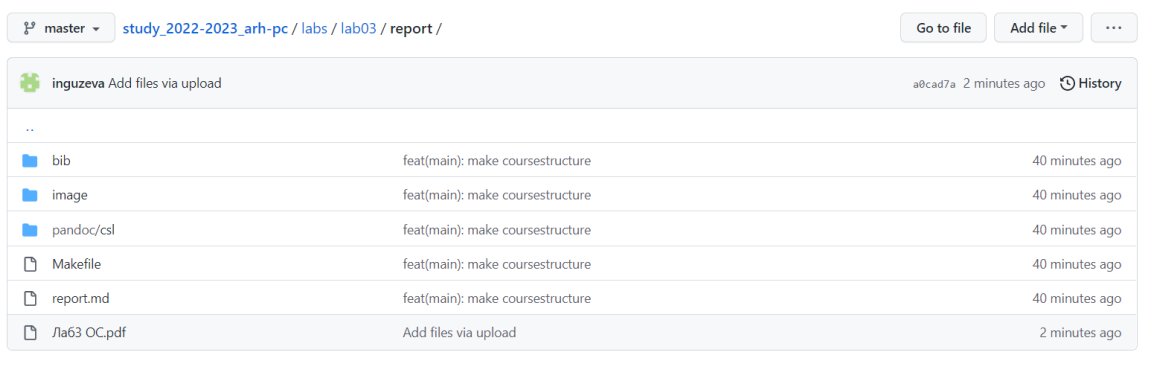 master study_2022-2023_arh-pc / labs / lab03 / report / Go to file Add file ...
inguzeva Add files via upload a0cad7a 2 minutes ago History
..
bib feat(main): make coursestructure 40 minutes ago
image feat(main): make coursestructure 40 minutes ago
pandoc/csl feat(main): make coursestructure 40 minutes ago
Makefile feat(main): make coursestructure 40 minutes ago
report.md feat(main): make coursestructure 40 minutes ago
Лаб3 ОС.pdf Add files via upload 2 minutes ago